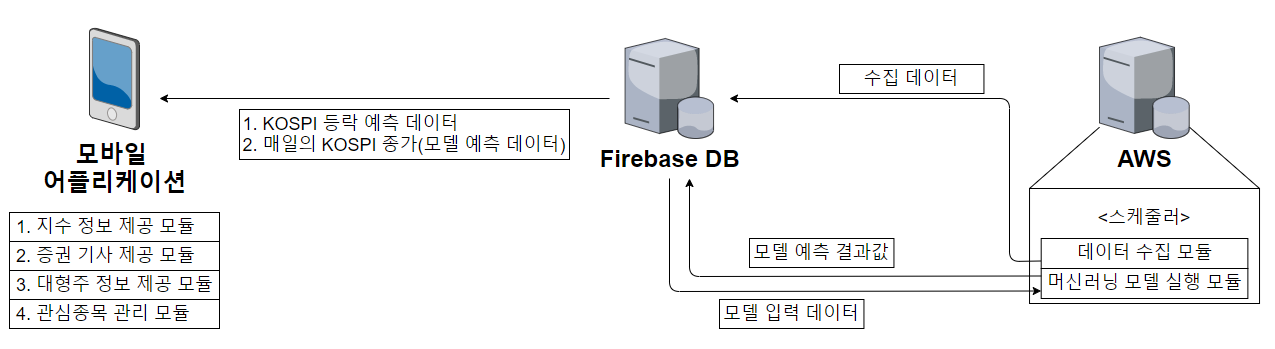 모바일
어플리케이션
1. 지수 정보 제공 모듈
2. 증권 기사 제공 모듈
3. 대형주 정보 제공 모듈
4. 관심종목 관리 모듈
1. KOSPI 등락 예측 데이터
2. 매일의 KOSPI 종가(모델 예측 데이터)
Firebase DB
수집 데이터
모델 예측 결과값
모델 입력 데이터
AWS
<스케줄러>
데이터 수집 모듈
머신러닝 모델 실행 모듈